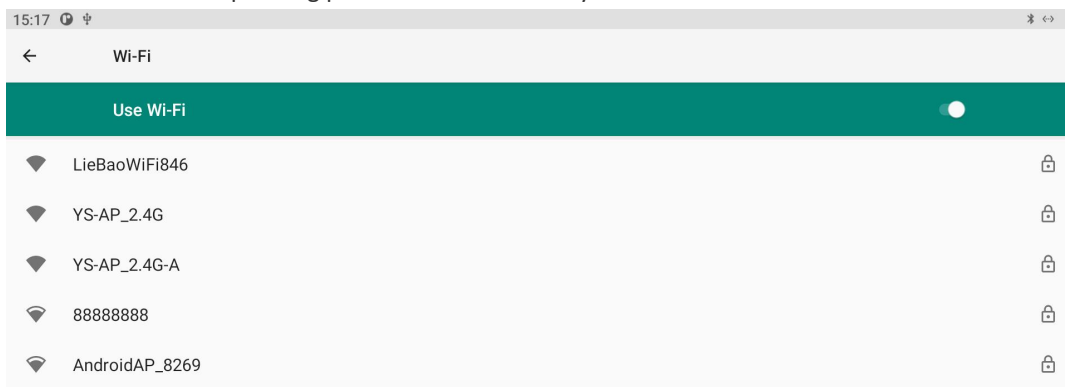 15:17
Wi-Fi
Use Wi-Fi
LieBaoWiFi846
YS-AP_2.4G
YS-AP_2.4G-A
88888888
AndroidAP_8269